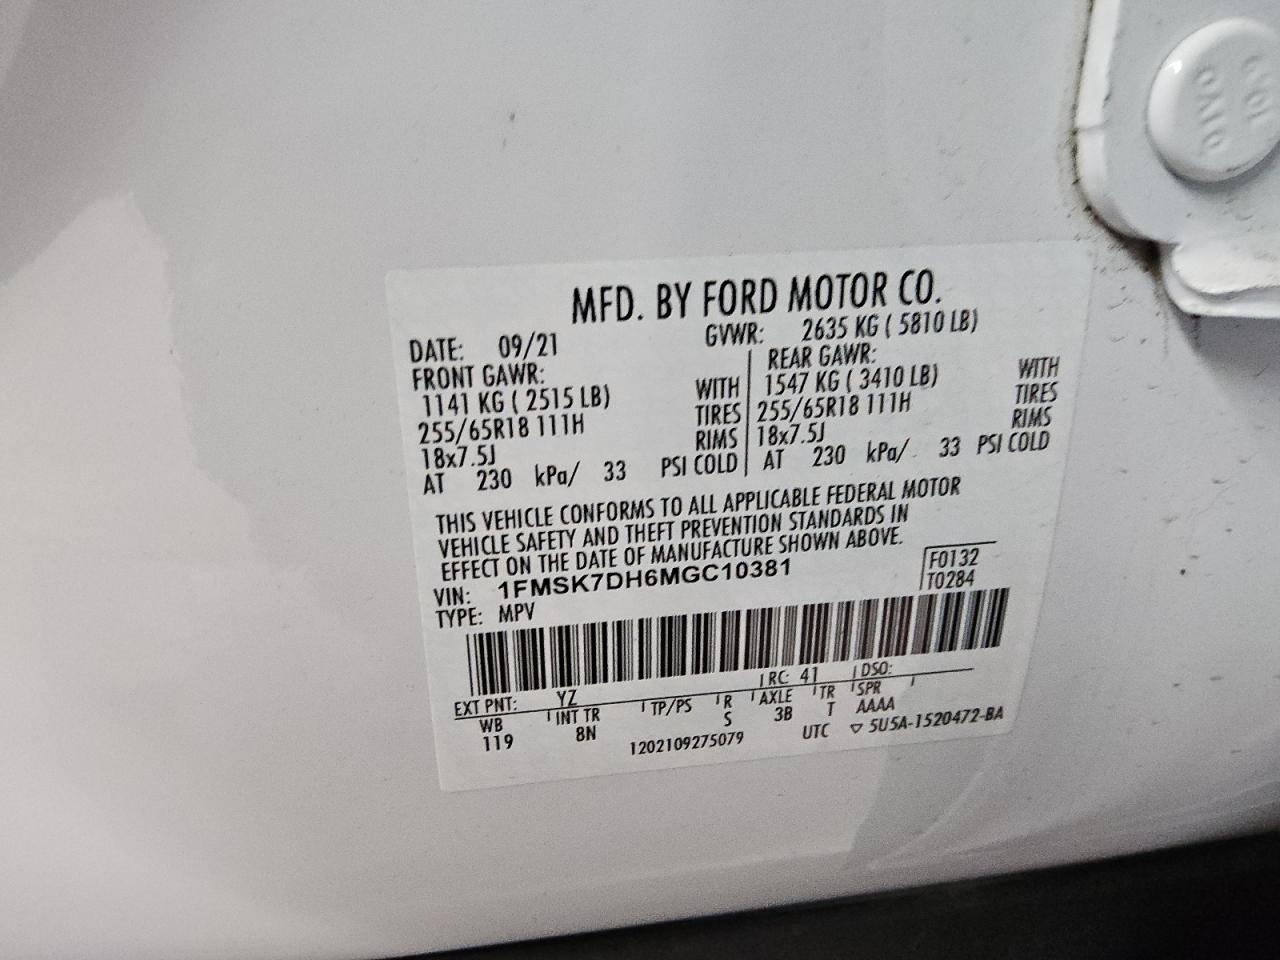 MFD. BY FORD MOTOR CO.
DATE: 09/21 GVWR: 2635 KG ( 5810 LB)
FRONT GAWR: REAR GAWR:
1141 KG ( 2515 LB) WITH 1547 KG ( 3410 LB) WITH
255/65R18 111H TIRES 255/65R18 111H TIRES
18x7.5J RIMS 18x7.5J RIMS
AT 230 kPa/ 33 PSI COLD AT 230 kPa/ 33 PSI COLD
THIS VEHICLE CONFORMS TO ALL APPLICABLE FEDERAL MOTOR
VEHICLE SAFETY AND THEFT PREVENTION STANDARDS IN
EFFECT ON THE DATE OF MANUFACTURE SHOWN ABOVE.
VIN: 1FMSK7DH6MGC10381 F0132
TYPE: MPV T0284
EXT PNT: YZ RC: 41 DSO:
WB INT TR TP/PS R AXLE TR SPR
119 8N S 3B T AAAA
1202109275079 UTC ▽ 5U5A-1520472-BA